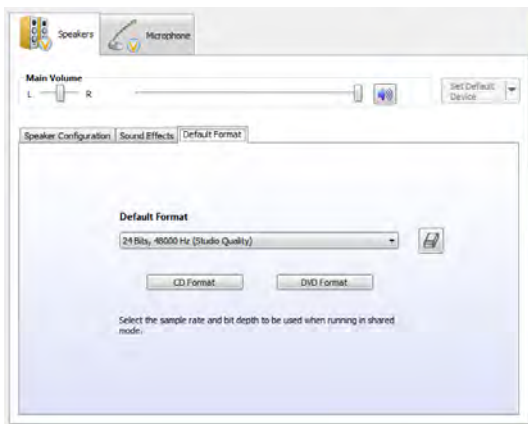 Speakers
Microphone
Main Volume
L R
Set Default
Device
Speaker Configuration Sound Effects Default Format
Default Format
24 Bits, 48000 Hz (Studio Quality)
CD Format DVD Format
Select the sample rate and bit depth to be used when running in shared
mode.